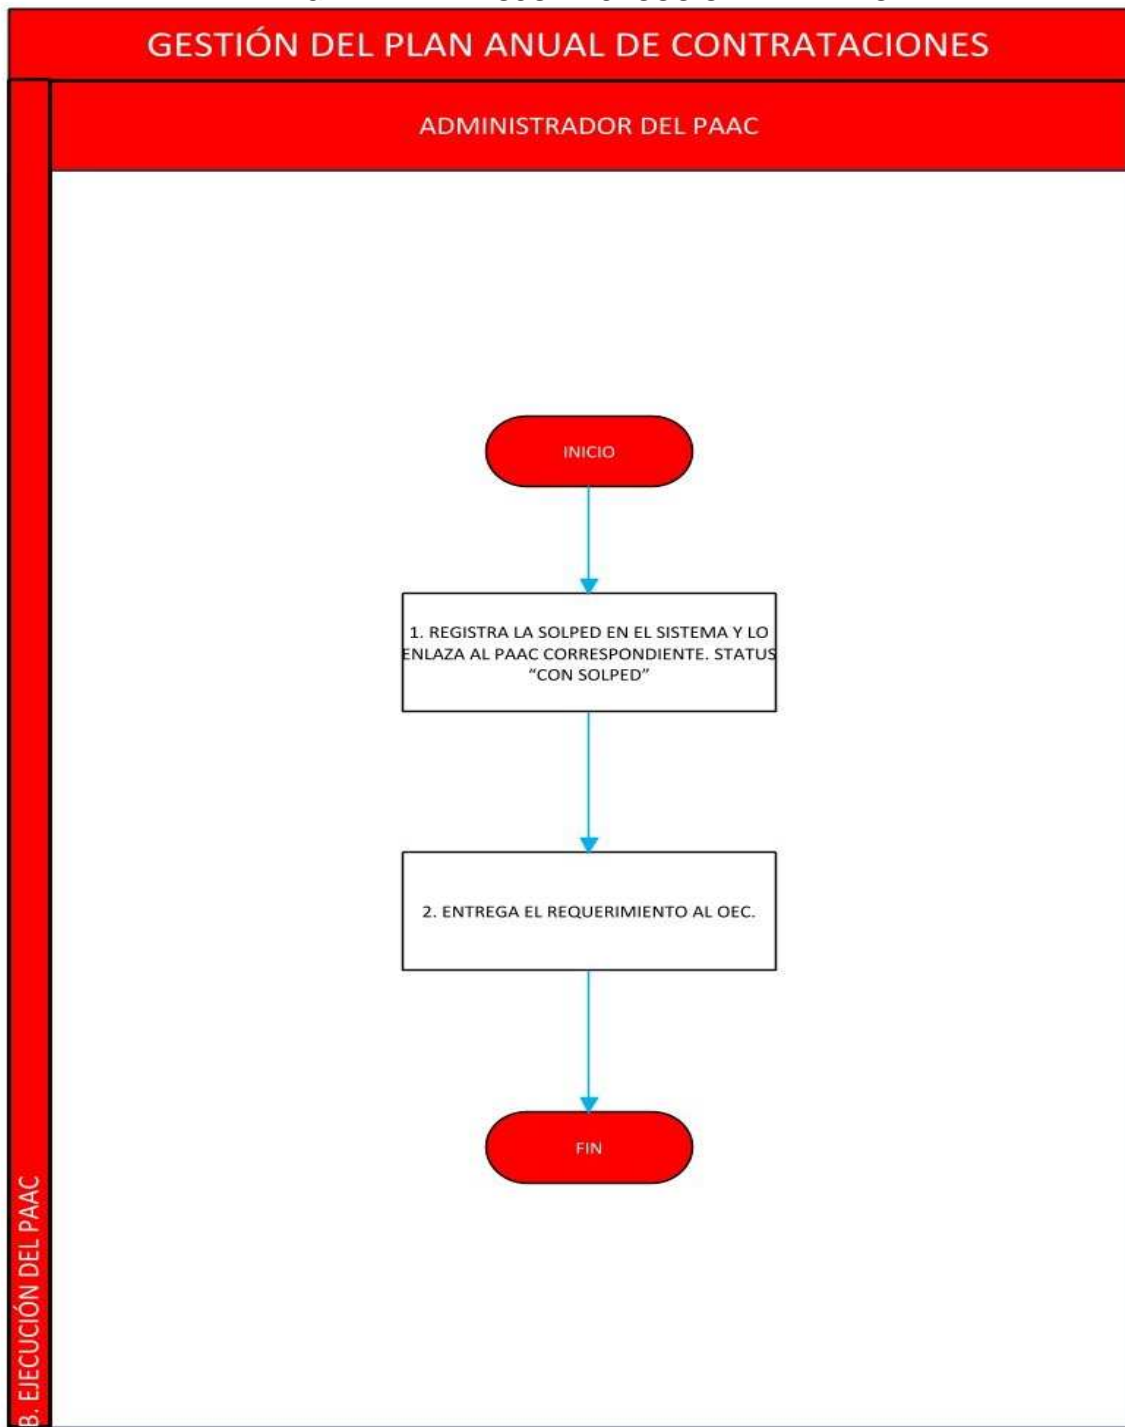 GESTIÓN DEL PLAN ANUAL DE CONTRATACIONES
ADMINISTRADOR DEL PAAC
INICIO
1. REGISTRA LA SOLPED EN EL SISTEMA Y LO
ENLAZA AL PAAC CORRESPONDIENTE. STATUS
“CON SOLPED”
2. ENTREGA EL REQUERIMIENTO AL OEC.
FIN
B. EJECUCIÓN DEL PAAC